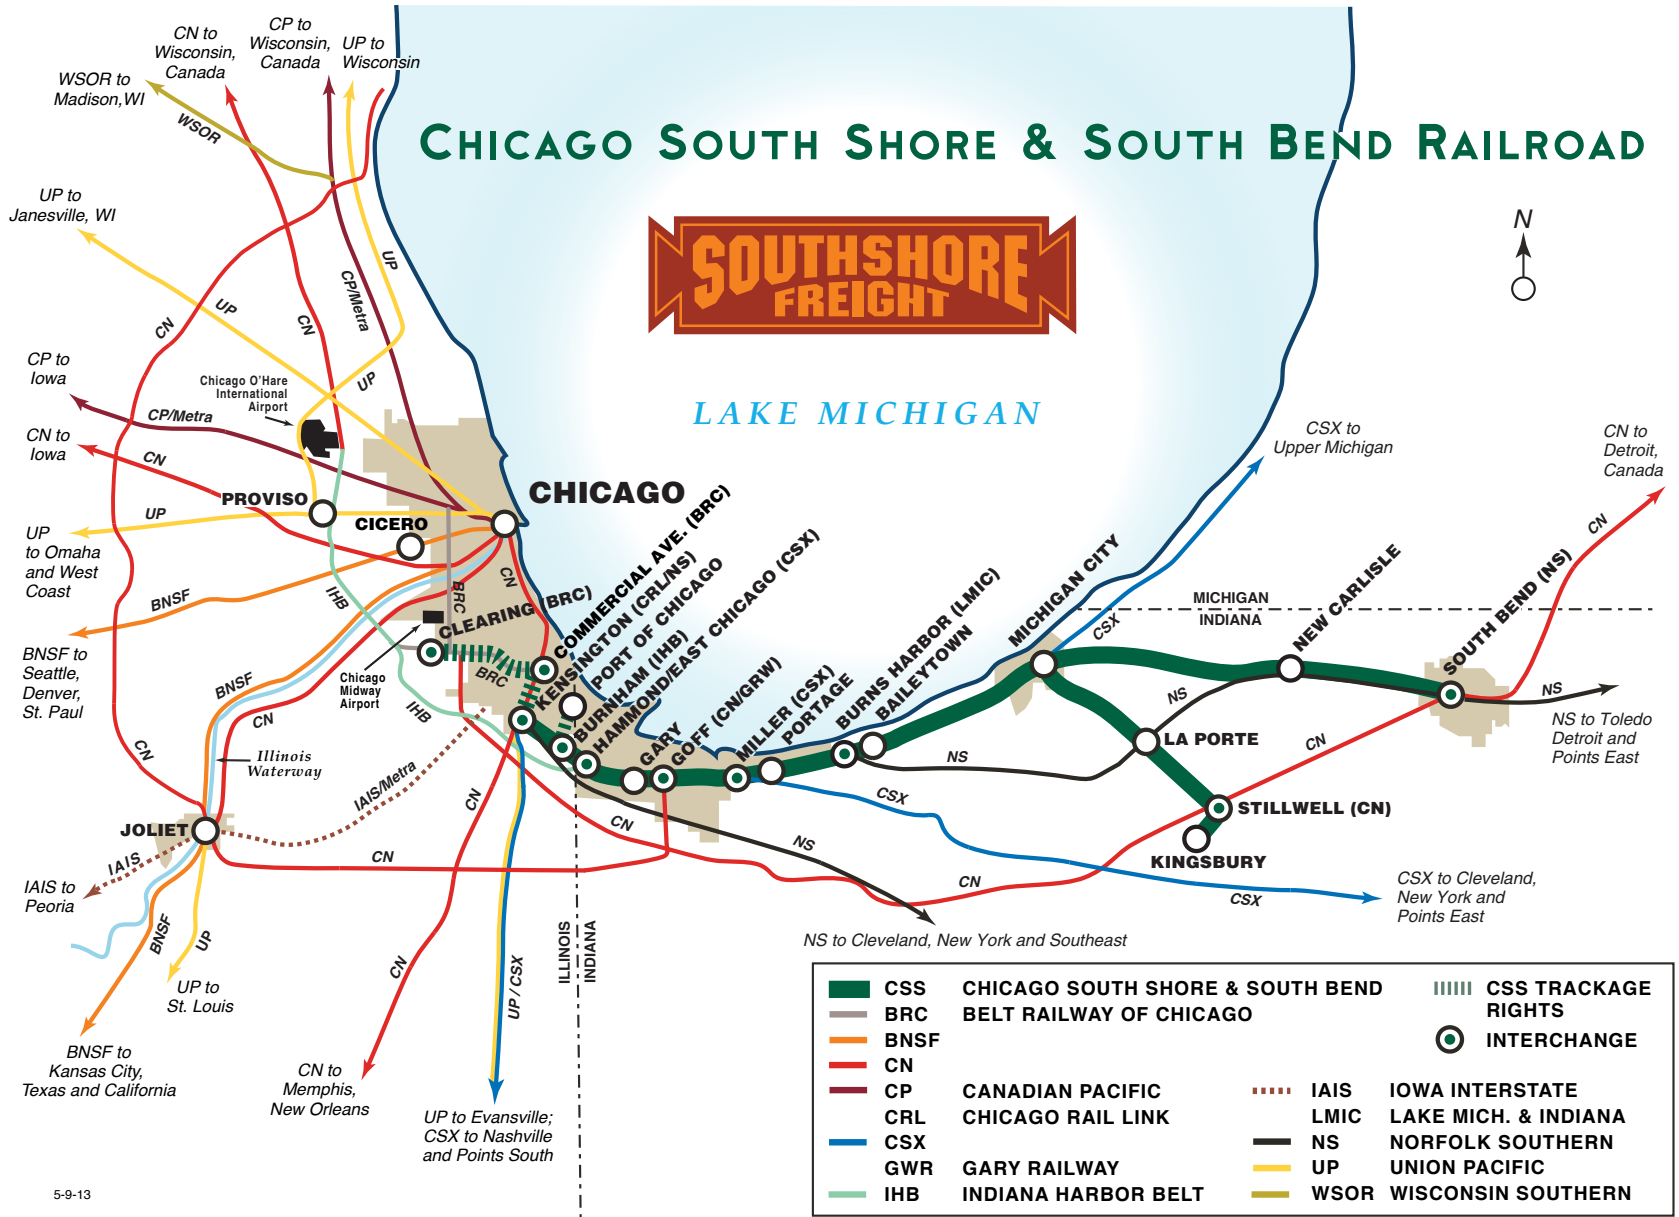 CN to
Wisconsin,
Canada
CP to
Wisconsin,
Canada
UP to
Wisconsin
WSOR to
Madison,WI
WSOR
CHICAGO SOUTH SHORE & SOUTH BEND RAILROAD
UP to
Janesville, WI
N
SOUTHSHORE
FREIGHT
UP
CP/Metra
UP
CN
CN
CP to
Iowa
Chicago O'Hare
International
Airport
UP
CP/Metra
LAKE MICHIGAN
CN to
Iowa
CN
CSX to
Upper Michigan
CN to
Detroit,
Canada
PROVISO
CHICAGO
UP
CICERO
UP
to Omaha
and West
Coast
CN
BNSF
IHB
BRC
CN
CLEARING (BRC)
COMMERCIAL AVE. (BRC)
KENSINGTON (CRL/NS)
PORT OF CHICAGO
BURNHAM (IHB)
HAMMOND/EAST CHICAGO (CSX)
GARY
GOFF (CN/GRW)
MILLER (CSX)
PORTAGE
BURNS HARBOR (LMIC)
BAILEYTOWN
MICHIGAN CITY
CSX
MICHIGAN
INDIANA
NEW CARLISLE
SOUTH BEND (NS)
BNSF to
Seattle,
Denver,
St. Paul
Chicago
Midway
Airport
BRC
BNSF
CN
IHB
NS
NS
NS to Toledo
Detroit and
Points East
Illinois
Waterway
CN
LA PORTE
NS
CN
IAIS/Metra
CN
CSX
STILLWELL (CN)
JOLIET
CN
NS
KINGSBURY
IAIS
CN
CN
CSX
CSX to Cleveland,
New York and
Points East
IAIS to
Peoria
BNSF
UP
NS to Cleveland, New York and Southeast
ILLINOIS
INDIANA
CN
UP / CSX
UP to
St. Louis
BNSF to
Kansas City,
Texas and California
CN to
Memphis,
New Orleans
UP to Evansville;
CSX to Nashville
and Points South
CSS CHICAGO SOUTH SHORE & SOUTH BEND
BRC BELT RAILWAY OF CHICAGO
BNSF
CN
CP CANADIAN PACIFIC
CRL CHICAGO RAIL LINK
CSX
GWR GARY RAILWAY
IHB INDIANA HARBOR BELT
CSS TRACKAGE
RIGHTS
INTERCHANGE
IAIS IOWA INTERSTATE
LMIC LAKE MICH. & INDIANA
NS NORFOLK SOUTHERN
UP UNION PACIFIC
WSOR WISCONSIN SOUTHERN
5-9-13